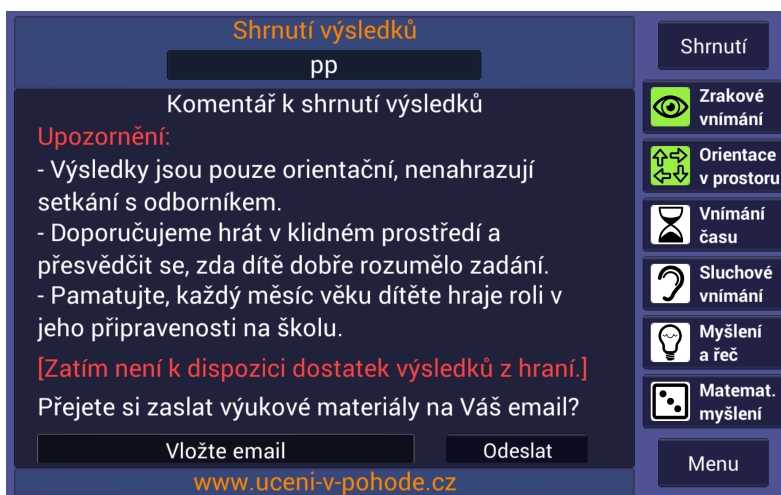 Shrnutí výsledků
pp
Komentář k shrnutí výsledků
Upozornění:
- Výsledky jsou pouze orientační, nenahrazují
setkání s odborníkem.
- Doporučujeme hrát v klidném prostředí a
přesvědčit se, zda dítě dobře rozumělo zadání.
- Pamatujte, každý měsíc věku dítěte hraje roli v
jeho připravenosti na školu.
[Zatím není k dispozici dostatek výsledků z hraní.]
Přejete si zaslat výukové materiály na Váš email?
Vložte email
Odeslat
www.uceni-v-pohode.cz
Shrnutí
Zrakové
vnímání
Orientace
v prostoru
Vnímání
času
Sluchové
vnímání
Myšlení
a řeč
Matemat.
myšlení
Menu